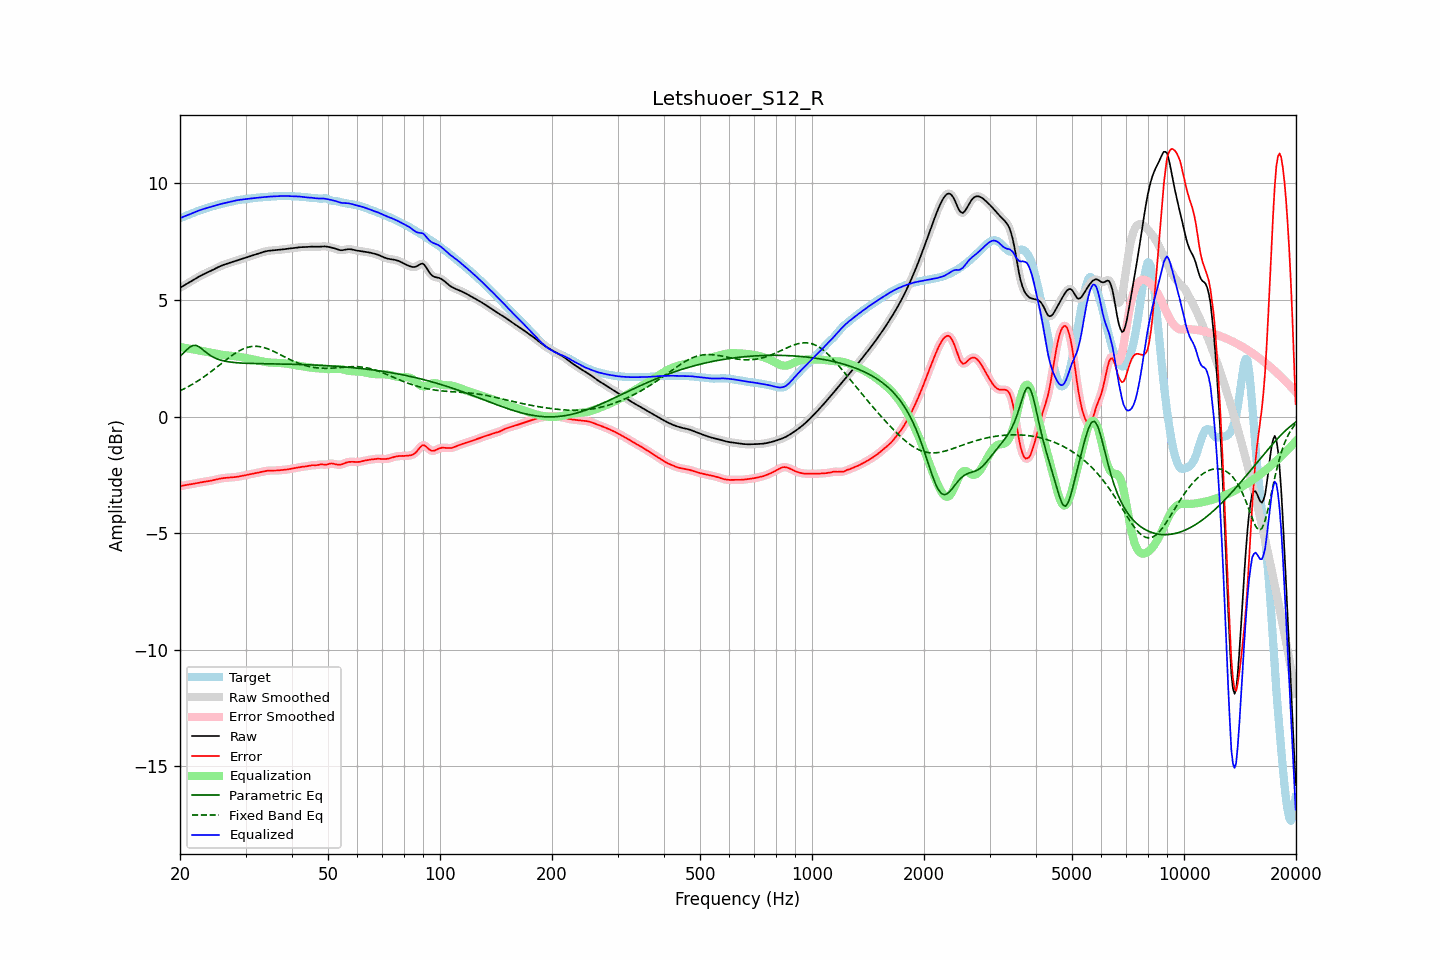 Letshuoer_S12_R
Amplitude (dBr)
10
5
0
−5
−10
−15
Target
Raw Smoothed
Error Smoothed
Raw
Error
Equalization
Parametric Eq
Fixed Band Eq
Equalized
20 50 100 200 500 1000 2000 5000 10000 20000
Frequency (Hz)